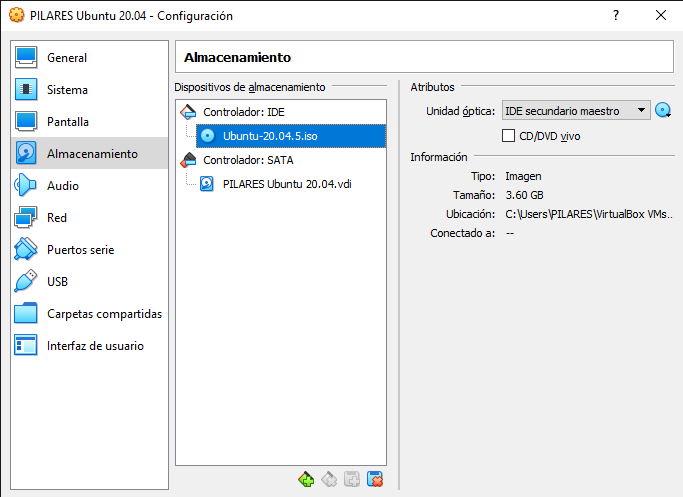 PILARES Ubuntu 20.04 - Configuración
General
Sistema
Pantalla
Almacenamiento
Audio
Red
Puertos serie
USB
Carpetas compartidas
Interfaz de usuario
Almacenamiento
Dispositivos de almacenamiento
Controlador: IDE
Ubuntu-20.04.5.iso
Controlador: SATA
PILARES Ubuntu 20.04.vdi
Atributos
Unidad óptica: IDE secundario maestro
CD/DVD vivo
Información
Tipo: Imagen
Tamaño: 3.60 GB
Ubicación: C:\Users\PILARES\VirtualBox VMs...
Conectado a: --